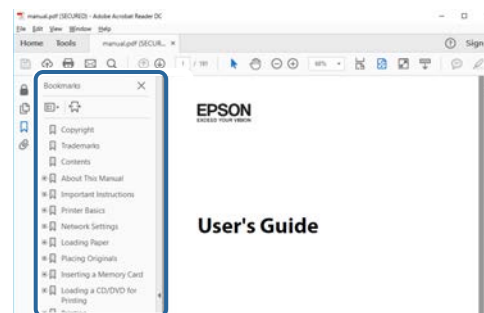 manual.pdf (SECURED) - Adobe Acrobat Reader DC
File Edit View Window Help
Home Tools manual.pdf (SECUR... × Sign
1 / 191
Bookmarks
Copyright
Trademarks
Contents
About This Manual
Important Instructions
Printer Basics
Network Settings
Loading Paper
Placing Originals
Inserting a Memory Card
Loading a CD/DVD for
Printing
EPSON
EXCEED YOUR VISION
User's Guide